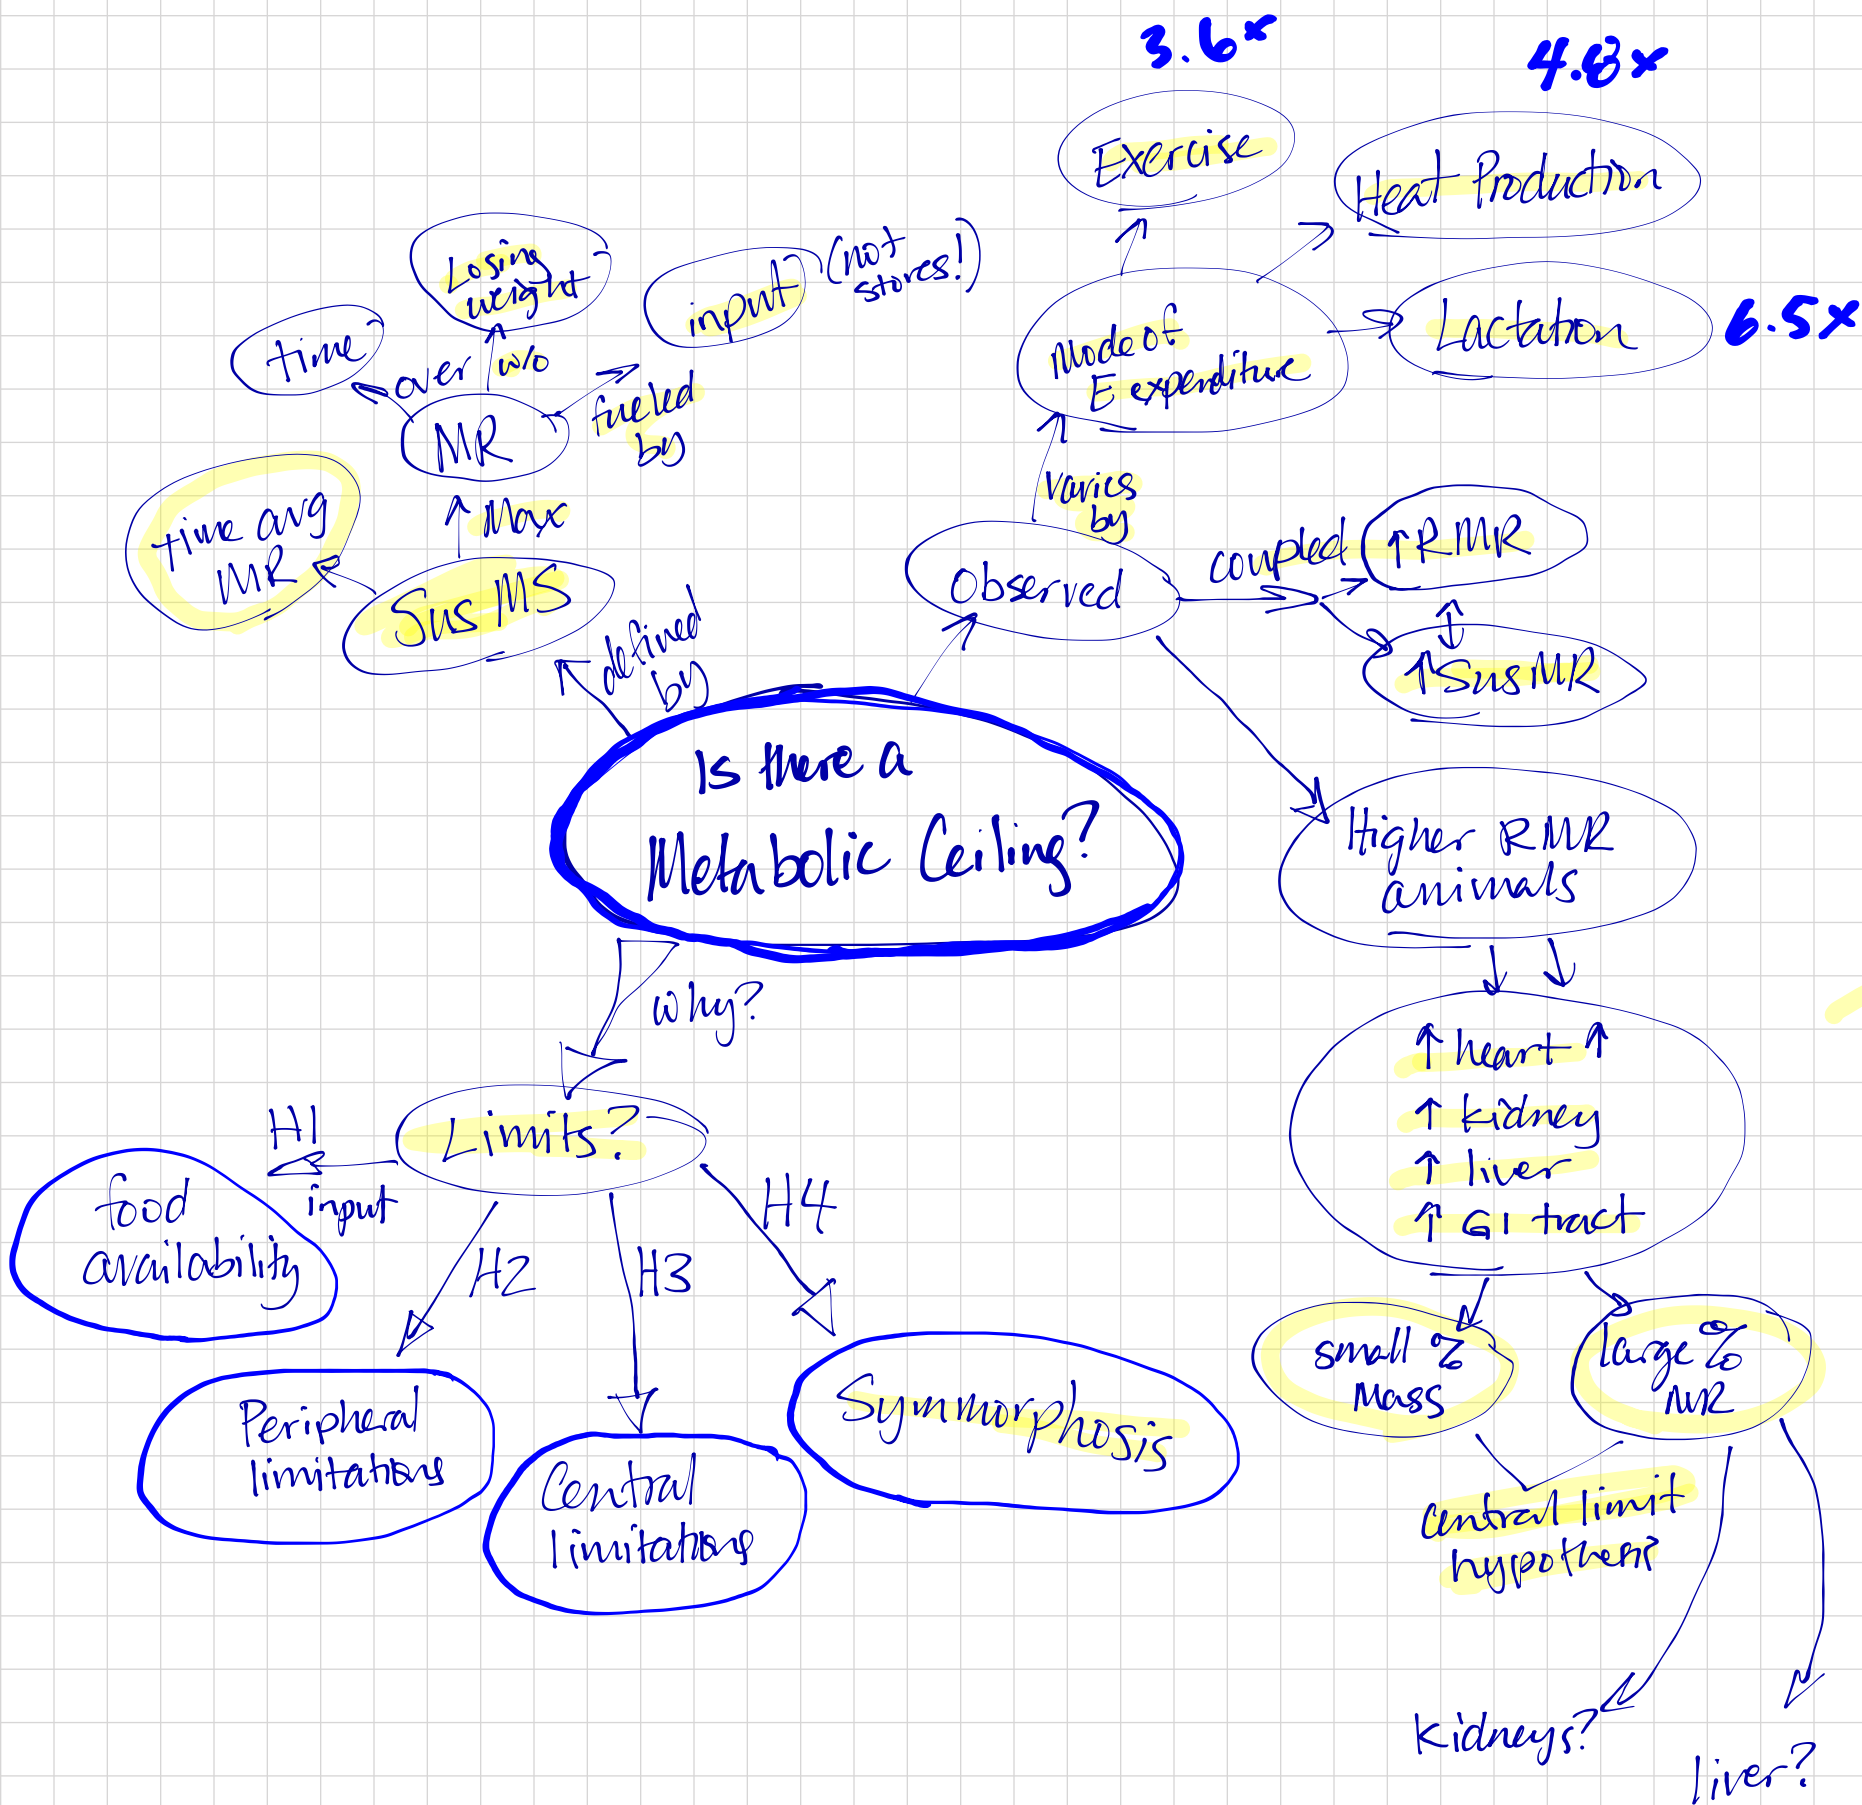 3.6x
4.8x
Exercise
Heat Production
Losing
weight
input
(not
stores!)
time
over
w/o
fueled
by
MR
Mode of
E expenditure
Lactation
6.5x
time avg
MR
Max
Sus MS
defined
by
varies
by
Observed
coupled
↑RMR
↕
↑SusMR
Is there a
Metabolic Ceiling?
Higher RMR
animals
why?
↑ heart ↑
↑ kidney
↑ liver
↑ GI tract
Limits?
H1
input
food
availability
H2
H3
H4
Peripheral
limitations
Central
limitations
Symmorphosis
small %
Mass
large %
MR
Central limit
hypothesis
Kidneys?
liver?